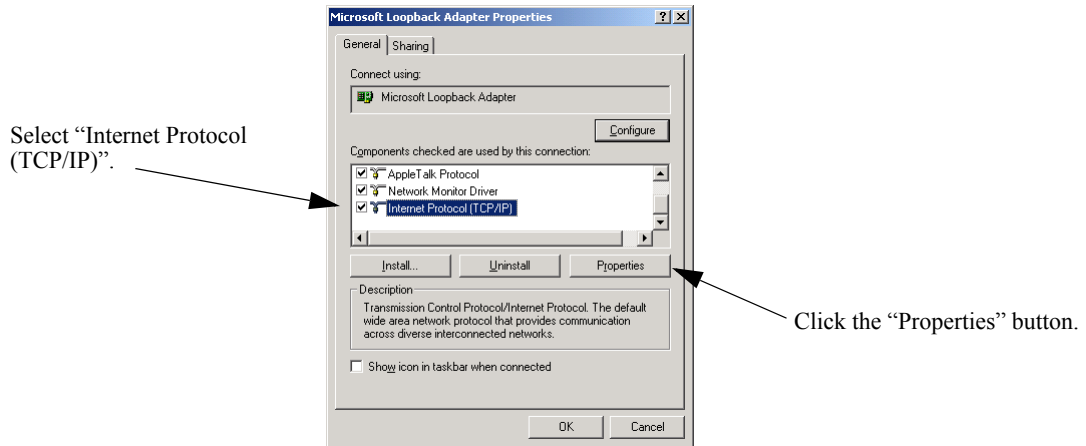 Microsoft Loopback Adapter Properties
General
Sharing
Connect using:
Microsoft Loopback Adapter
Configure
Select “Internet Protocol
(TCP/IP)”.
Components checked are used by this connection:
AppleTalk Protocol
Network Monitor Driver
Internet Protocol (TCP/IP)
Install...
Uninstall
Properties
Click the “Properties” button.
Description
Transmission Control Protocol/Internet Protocol. The default
wide area network protocol that provides communication
across diverse interconnected networks.
Show icon in taskbar when connected
OK
Cancel